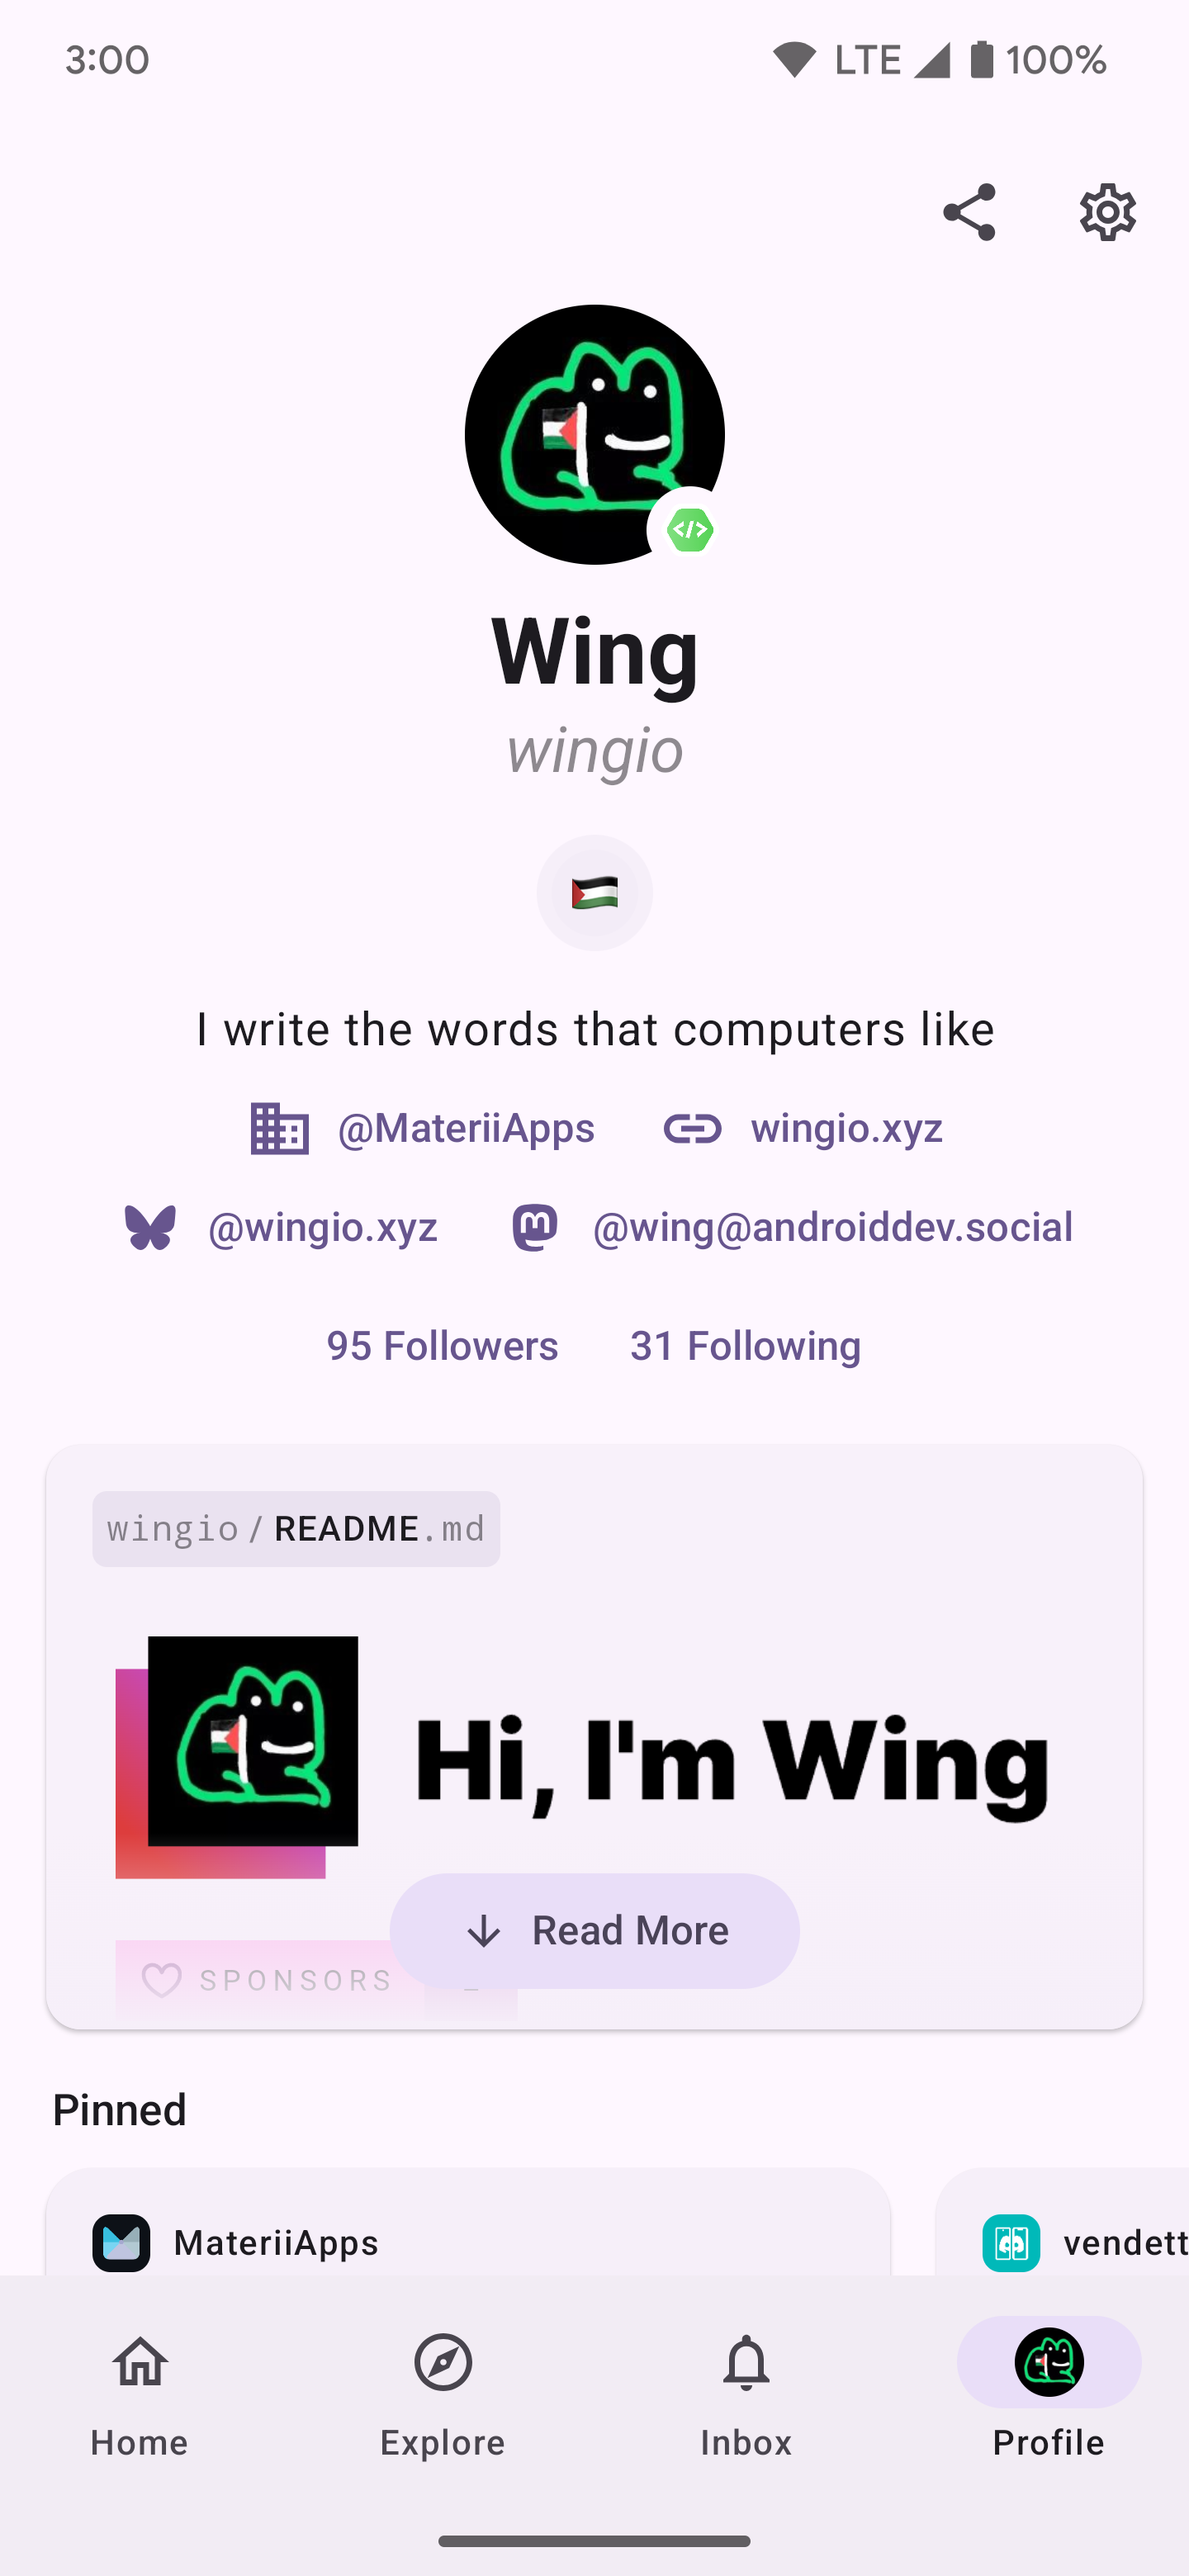 3:00 LTE 100%
Wing
wingio
I write the words that computers like
@MateriiApps wingio.xyz
@wingio.xyz @wing@androiddev.social
95 Followers 31 Following
wingio / README.md
Hi, I'm Wing
Read More
SPONSORS
Pinned
MateriiApps vendett
Home Explore Inbox Profile